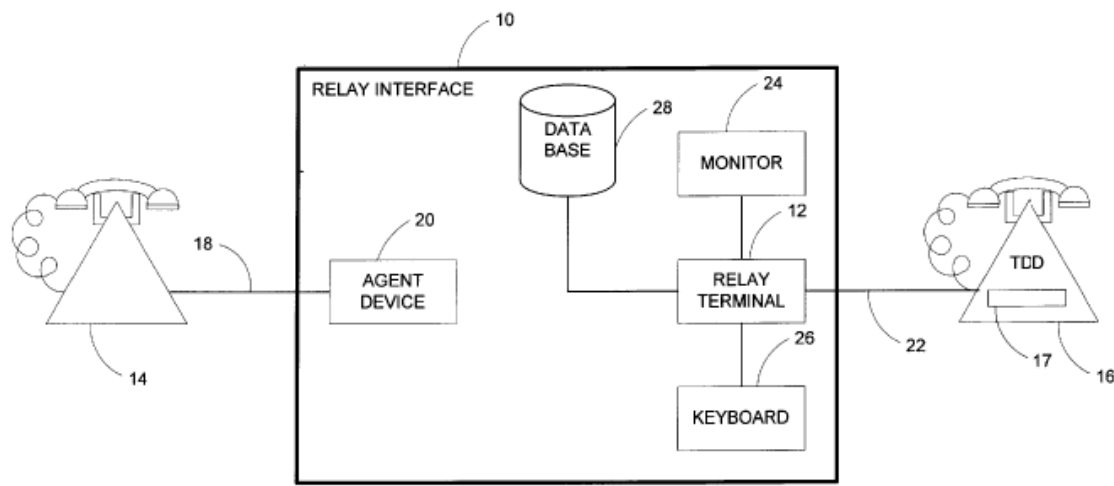 10
RELAY INTERFACE
DATA
BASE
28
24
MONITOR
12
20
18
AGENT
DEVICE
RELAY
TERMINAL
TDD
14
26
KEYBOARD
22
17
16